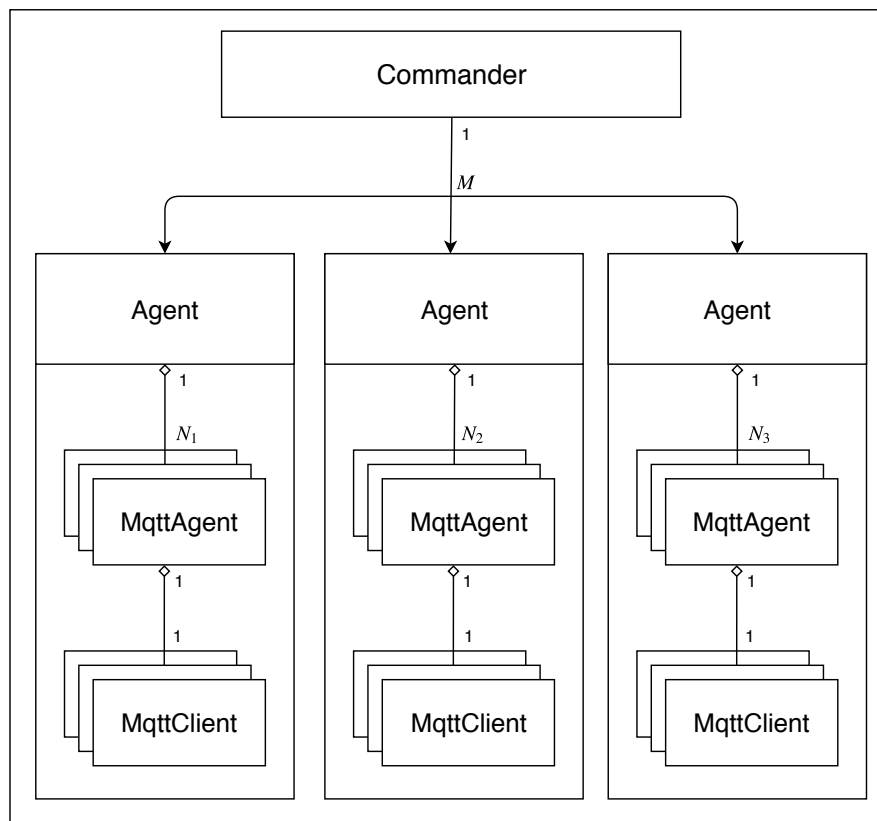 Commander
1
M
Agent Agent Agent
1 1 1
N₁ N₂ N₃
MqttAgent MqttAgent MqttAgent
1 1 1
1 1 1
MqttClient MqttClient MqttClient